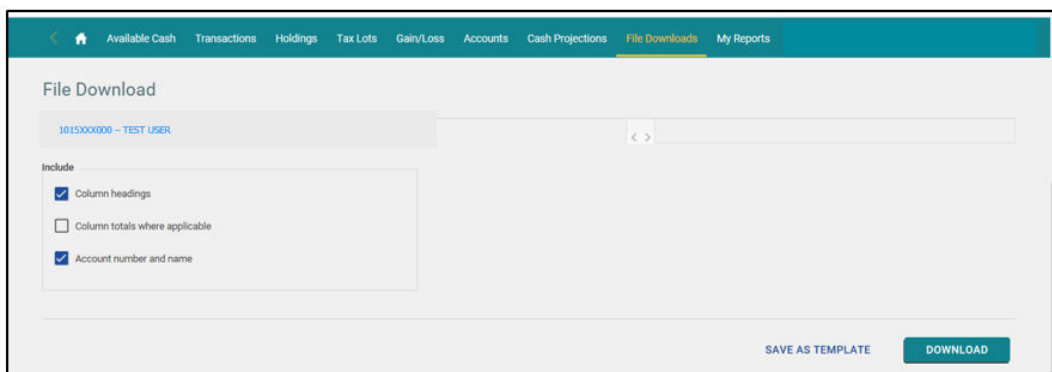 Available Cash Transactions Holdings Tax Lots Gain/Loss Accounts Cash Projections File Downloads My Reports
File Download
1015XXX000 – TEST USER
Include
Column headings
Column totals where applicable
Account number and name
SAVE AS TEMPLATE DOWNLOAD